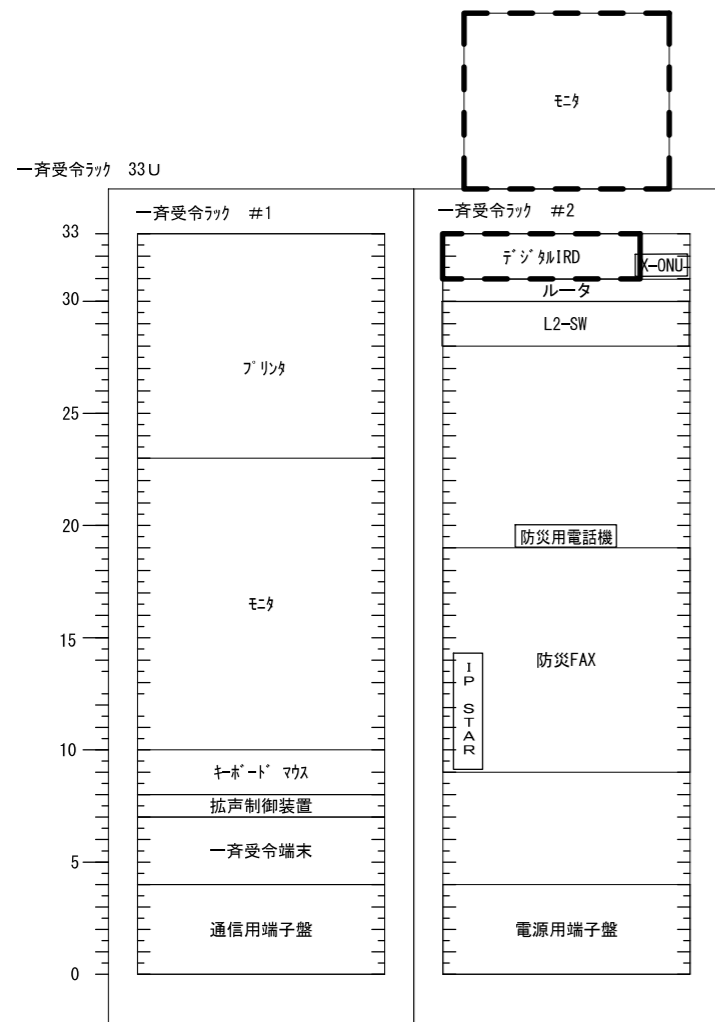 モニタ
一斉受令ラック 33U
一斉受令ラック #1
一斉受令ラック #2
33
デジタルIRD
X-ONU
ルータ
30
L2-SW
プリンタ
25
20
防災用電話機
モニタ
15
防災FAX
IP STAR
10
キーボード マウス
拡声制御装置
一斉受令端末
5
通信用端子盤
電源用端子盤
0